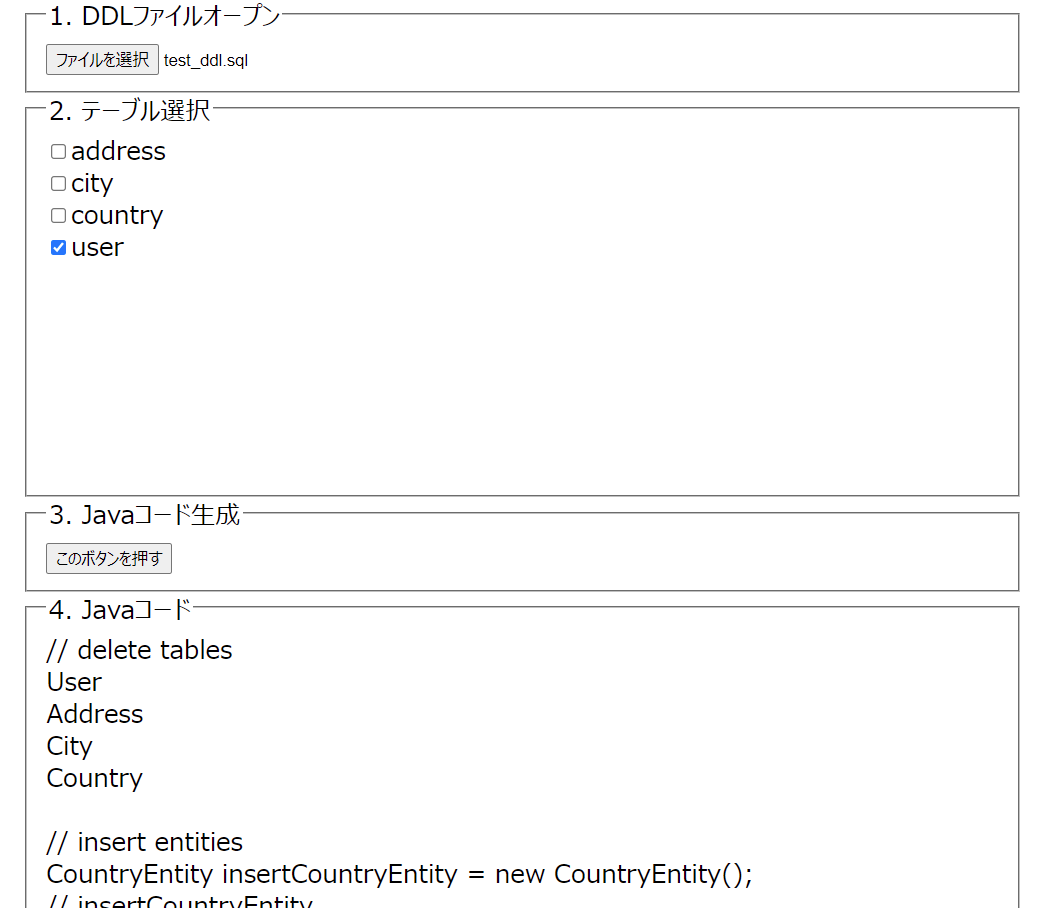 1. DDLファイルオープン
ファイルを選択 test_ddl.sql
2. テーブル選択
address
city
country
user
3. Javaコード生成
このボタンを押す
4. Javaコード
// delete tables
User
Address
City
Country
// insert entities
CountryEntity insertCountryEntity = new CountryEntity();
// insertCountryEntity